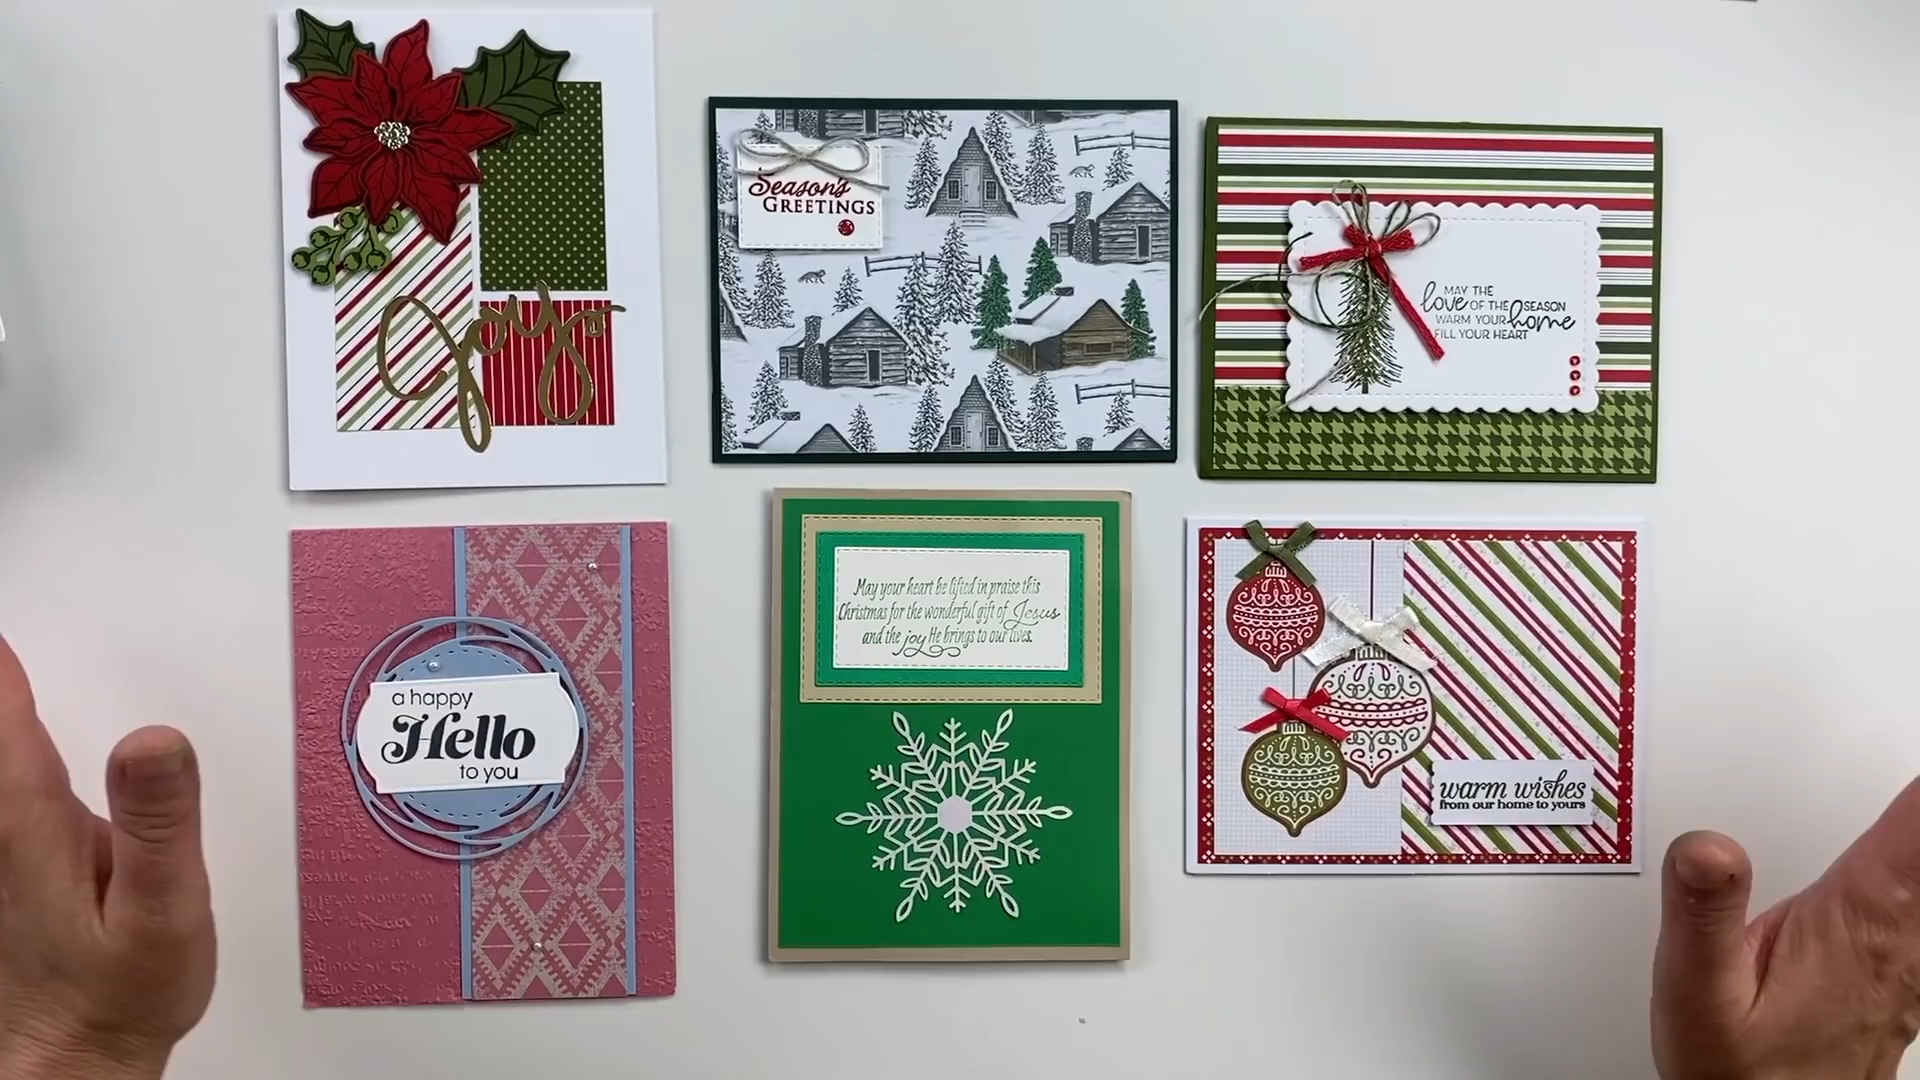 Joy
Season's
GREETINGS
MAY THE
love OF THE SEASON
WARM YOUR home
FILL YOUR HEART
a happy
Hello
to you
May your heart be lifted in praise this
Christmas for the wonderful gift of Jesus
and the joy He brings to our lives.
warm wishes
from our home to yours